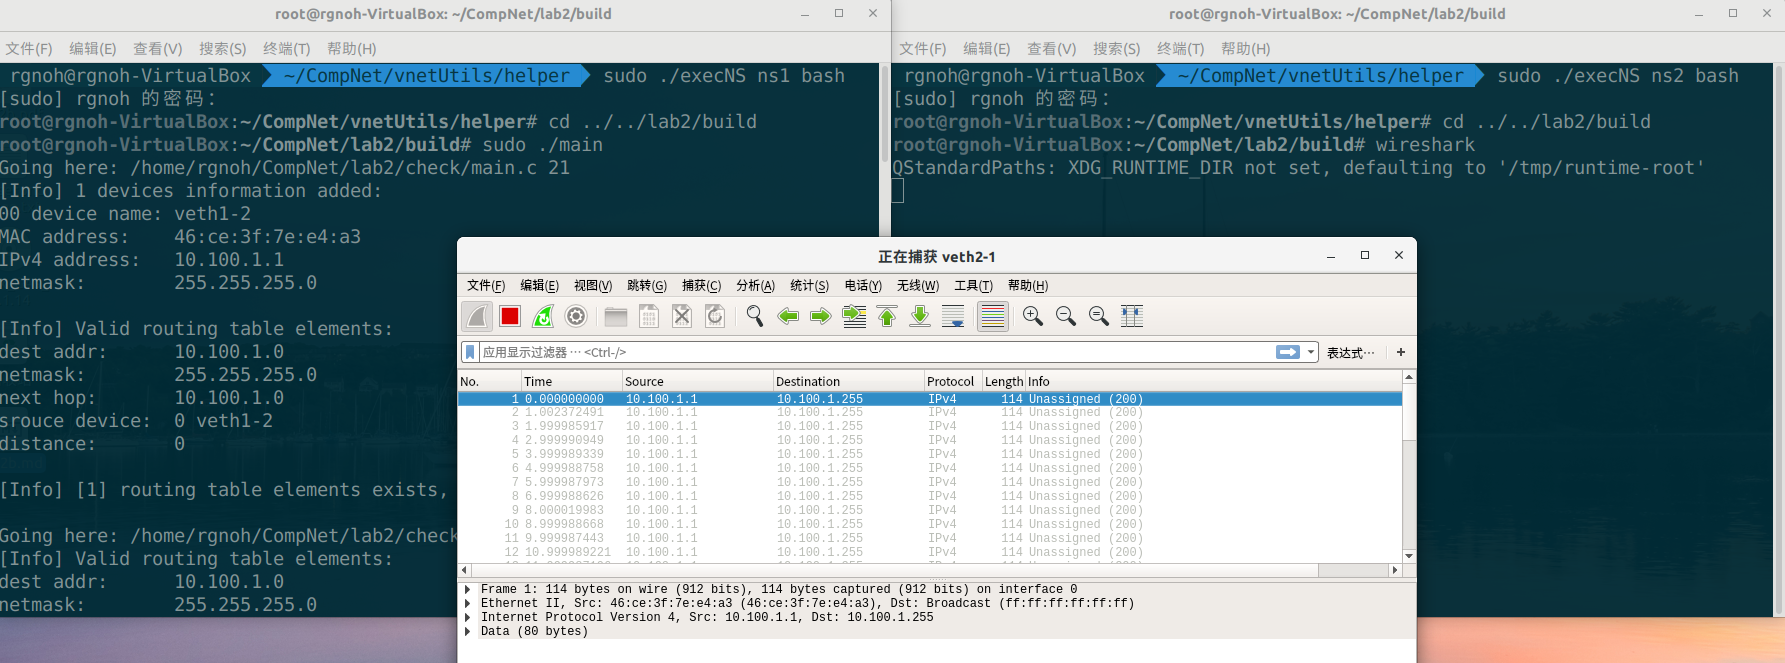 root@rgnoh-VirtualBox: ~/CompNet/lab2/build
文件(F) 编辑(E) 查看(V) 搜索(S) 终端(T) 帮助(H)
rgnoh@rgnoh-VirtualBox ~/CompNet/vnetUtils/helper sudo ./execNS ns1 bash
[sudo] rgnoh 的密码:
root@rgnoh-VirtualBox:~/CompNet/vnetUtils/helper# cd ../../lab2/build
root@rgnoh-VirtualBox:~/CompNet/lab2/build# sudo ./main
Going here: /home/rgnoh/CompNet/lab2/check/main.c 21
[Info] 1 devices information added:
00 device name: veth1-2
MAC address: 46:ce:3f:7e:e4:a3
IPv4 address: 10.100.1.1
netmask: 255.255.255.0
[Info] Valid routing table elements:
dest addr: 10.100.1.0
netmask: 255.255.255.0
next hop: 10.100.1.0
srouce device: 0 veth1-2
distance: 0
[Info] [1] routing table elements exists,
Going here: /home/rgnoh/CompNet/lab2/check
[Info] Valid routing table elements:
dest addr: 10.100.1.0
netmask: 255.255.255.0
root@rgnoh-VirtualBox: ~/CompNet/lab2/build
文件(F) 编辑(E) 查看(V) 搜索(S) 终端(T) 帮助(H)
rgnoh@rgnoh-VirtualBox ~/CompNet/vnetUtils/helper sudo ./execNS ns2 bash
[sudo] rgnoh 的密码:
root@rgnoh-VirtualBox:~/CompNet/vnetUtils/helper# cd ../../lab2/build
root@rgnoh-VirtualBox:~/CompNet/lab2/build# wireshark
QStandardPaths: XDG_RUNTIME_DIR not set, defaulting to '/tmp/runtime-root'
正在捕获 veth2-1
文件(F) 编辑(E) 视图(V) 跳转(G) 捕获(C) 分析(A) 统计(S) 电话(Y) 无线(W) 工具(T) 帮助(H)
应用显示过滤器 … <Ctrl-/> 表达式… +
No. Time Source Destination Protocol Length Info
1 0.000000000 10.100.1.1 10.100.1.255 IPv4 114 Unassigned (200)
2 1.002372491 10.100.1.1 10.100.1.255 IPv4 114 Unassigned (200)
3 1.999985917 10.100.1.1 10.100.1.255 IPv4 114 Unassigned (200)
4 2.999990949 10.100.1.1 10.100.1.255 IPv4 114 Unassigned (200)
5 3.999989339 10.100.1.1 10.100.1.255 IPv4 114 Unassigned (200)
6 4.999988758 10.100.1.1 10.100.1.255 IPv4 114 Unassigned (200)
7 5.999987973 10.100.1.1 10.100.1.255 IPv4 114 Unassigned (200)
8 6.999988626 10.100.1.1 10.100.1.255 IPv4 114 Unassigned (200)
9 8.000019983 10.100.1.1 10.100.1.255 IPv4 114 Unassigned (200)
10 8.999988668 10.100.1.1 10.100.1.255 IPv4 114 Unassigned (200)
11 9.999987443 10.100.1.1 10.100.1.255 IPv4 114 Unassigned (200)
12 10.999989221 10.100.1.1 10.100.1.255 IPv4 114 Unassigned (200)
Frame 1: 114 bytes on wire (912 bits), 114 bytes captured (912 bits) on interface 0
Ethernet II, Src: 46:ce:3f:7e:e4:a3 (46:ce:3f:7e:e4:a3), Dst: Broadcast (ff:ff:ff:ff:ff:ff)
Internet Protocol Version 4, Src: 10.100.1.1, Dst: 10.100.1.255
Data (80 bytes)